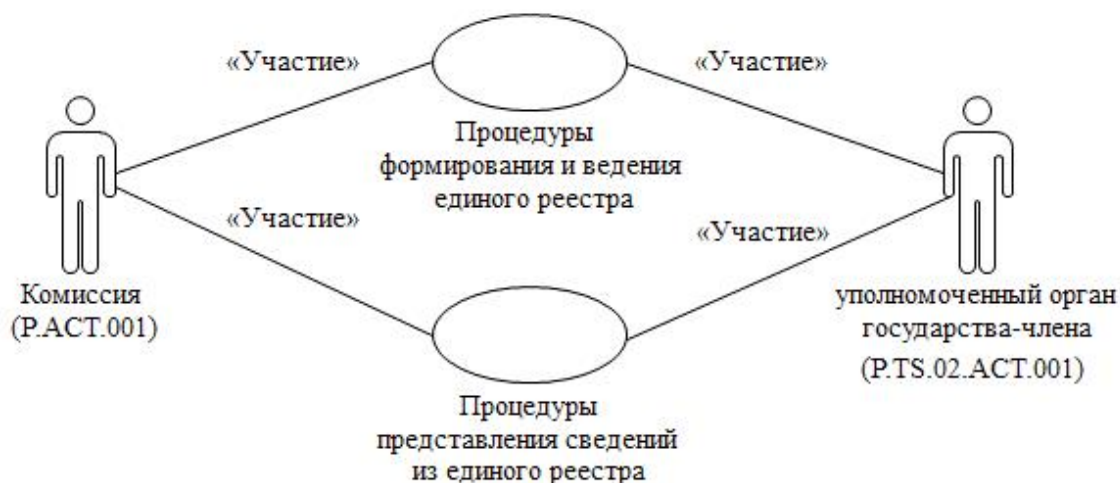 «Участие»
«Участие»
Процедуры
формирования и ведения
единого реестра
«Участие»
«Участие»
Комиссия
(P.ACT.001)
уполномоченный орган
государства-члена
(P.TS.02.ACT.001)
Процедуры
представления сведений
из единого реестра